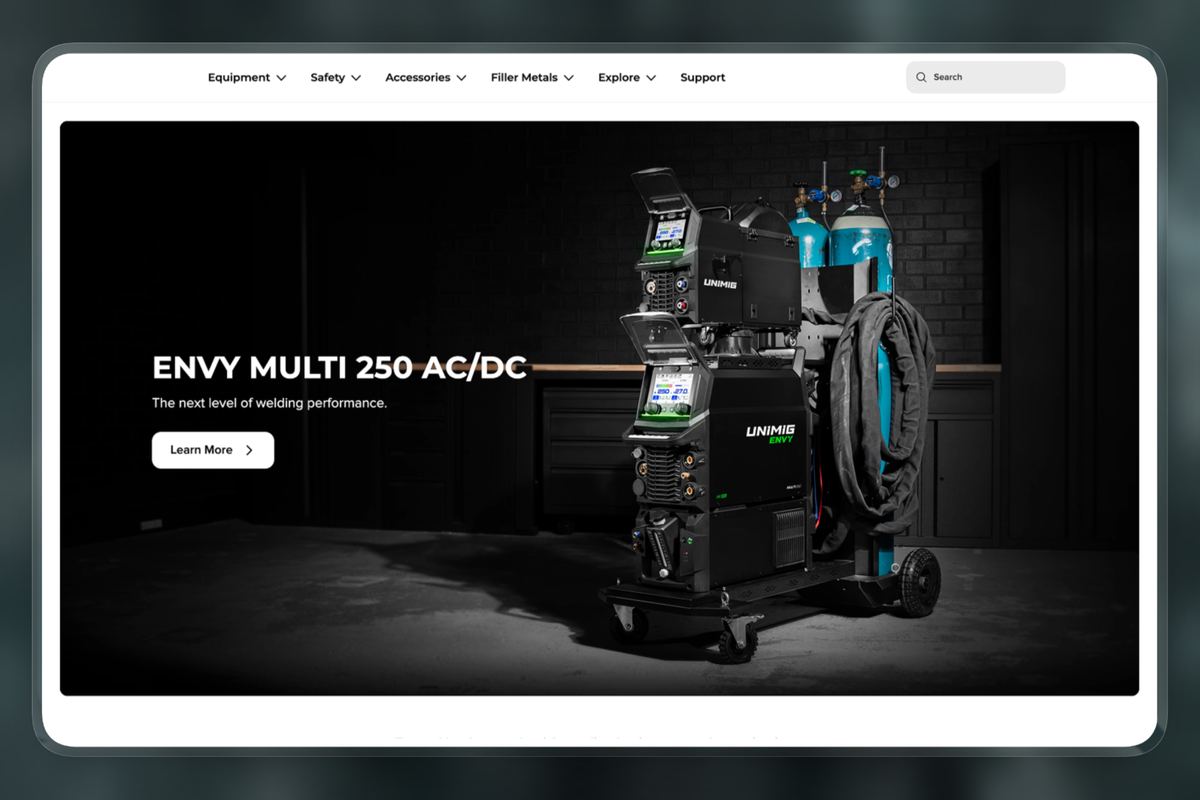 Equipment
Safety
Accessories
Filler Metals
Explore
Support
Search
UNIMIG
ENVY MULTI 250 AC/DC
The next level of welding performance.
Learn More
UNIMIG
ENVY